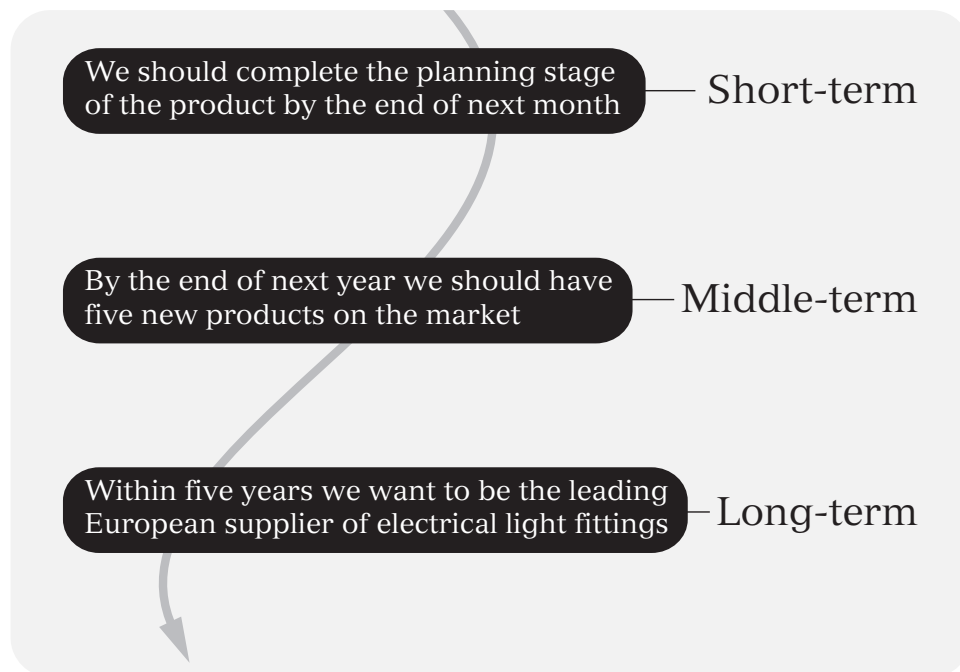 We should complete the planning stage
of the product by the end of next month
Short-term
By the end of next year we should have
five new products on the market
Middle-term
Within five years we want to be the leading
European supplier of electrical light fittings
Long-term